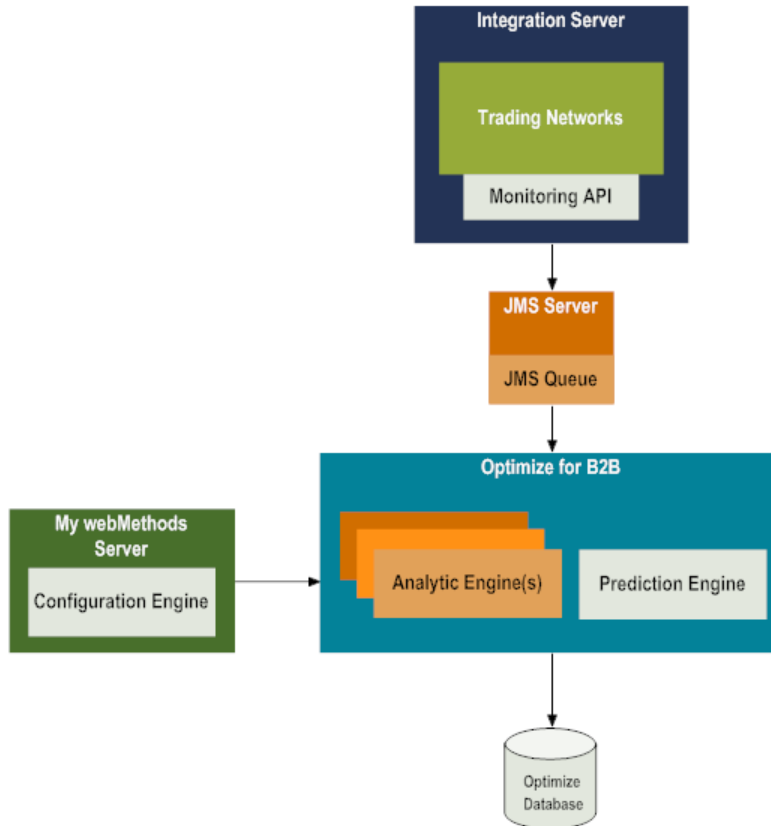 Integration Server
Trading Networks
Monitoring API
JMS Server
JMS Queue
Optimize for B2B
My webMethods
Server
Configuration Engine
Analytic Engine(s)
Prediction Engine
Optimize
Database